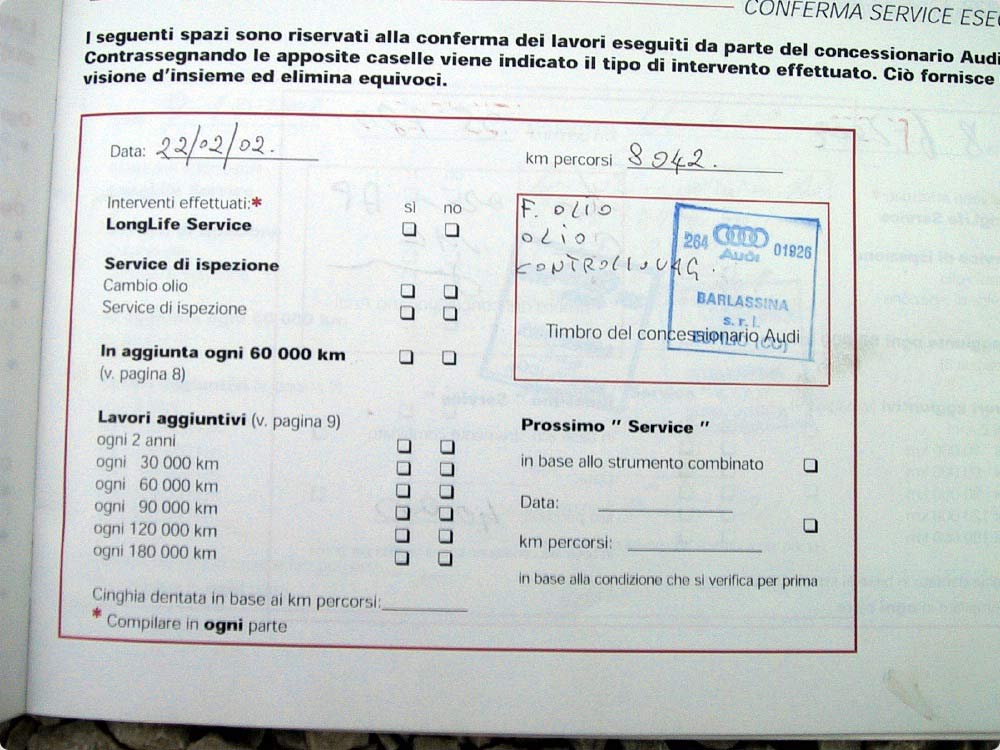 CONFERMA SERVICE ESE
I seguenti spazi sono riservati alla conferma dei lavori eseguiti da parte del concessionario Audi
Contrassegnando le apposite caselle viene indicato il tipo di intervento effettuato. Ciò fornisce
visione d'insieme ed elimina equivoci.
Data: 22/02/02.
km percorsi 8042.
Interventi effettuati:*
sì no
LongLife Service
Service di ispezione
Cambio olio
Service di ispezione
In aggiunta ogni 60 000 km
(v. pagina 8)
Lavori aggiuntivi (v. pagina 9)
ogni 2 anni
ogni 30 000 km
ogni 60 000 km
ogni 90 000 km
ogni 120 000 km
ogni 180 000 km
Cinghia dentata in base ai km percorsi:
* Compilare in ogni parte
F. OLIO
OLIO
264 Audi 01926
BARLASSINA
s. r. l.
EUPILIO (CO)
Timbro del concessionario Audi
Prossimo " Service "
in base allo strumento combinato
Data:
km percorsi:
in base alla condizione che si verifica per prima